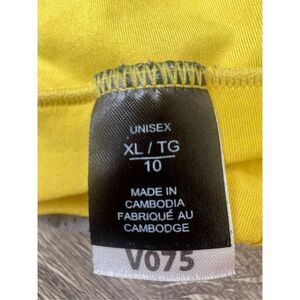 UNISEX
XL / TG
10
MADE IN
CAMBODIA
FABRIQUÉ AU
CAMBODGE
V075